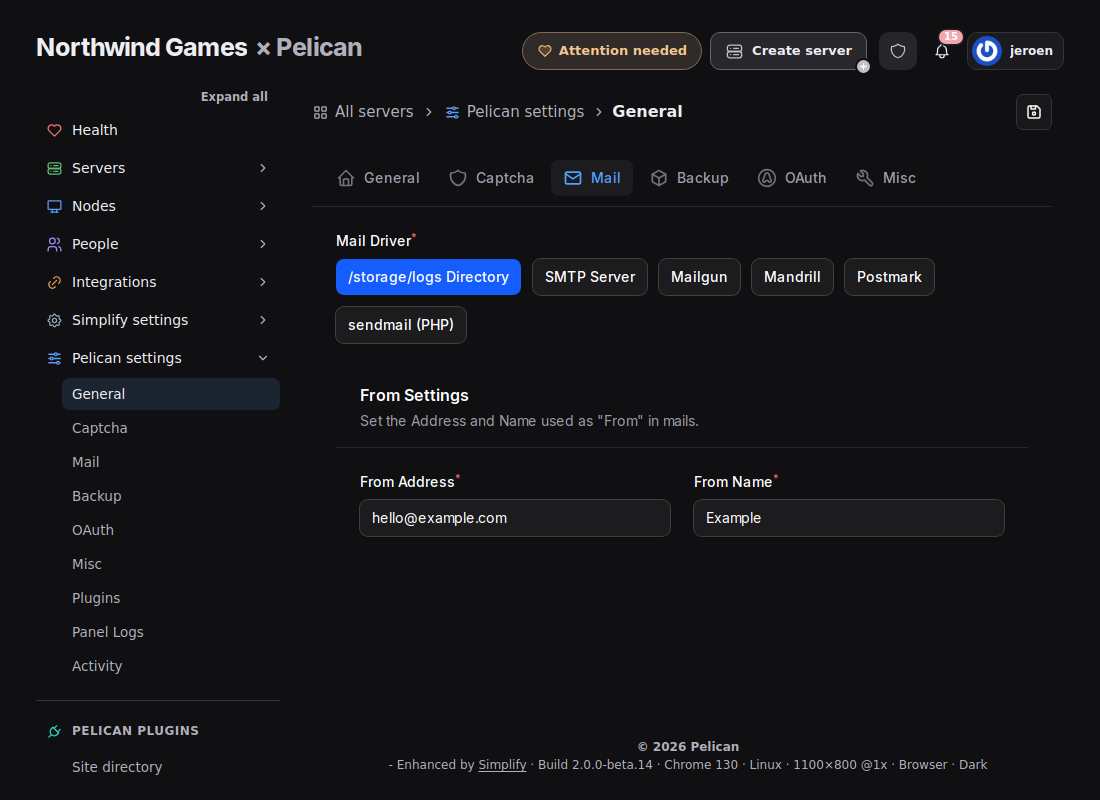 Northwind Games × Pelican
Attention needed
Create server
15
jeroen
Expand all
Health
Servers
Nodes
People
Integrations
Simplify settings
Pelican settings
General
Captcha
Mail
Backup
OAuth
Misc
Plugins
Panel Logs
Activity
PELICAN PLUGINS
Site directory
All servers › Pelican settings › General
General Captcha Mail Backup OAuth Misc
Mail Driver*
/storage/logs Directory SMTP Server Mailgun Mandrill Postmark
sendmail (PHP)
From Settings
Set the Address and Name used as "From" in mails.
From Address* From Name*
hello@example.com Example
© 2026 Pelican
- Enhanced by Simplify · Build 2.0.0-beta.14 · Chrome 130 · Linux · 1100×800 @1x · Browser · Dark